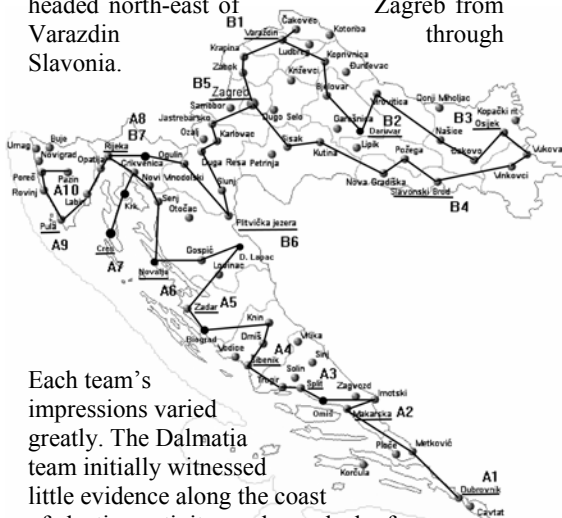 headed north-east of Zagreb from
Varazdin through
Slavonia.
B1
Čakovec
Varaždin
Kotoriba
Krapina
Ludbreg
Koprivnica
Zabok
Križevci
Đurđevac
B5
Bjelovar
Virovitica
Donji Miholjac
Zagreb
Samobor
Dugo Selo
Garešnica
B2
B3
Kopački rit
A8
Jastrebarsko
Daruvar
Našice
Osijek
B7
Ozalj
Karlovac
Sisak
Lipik
Đakovo
Vukovar
Umag
Buje
Rijeka
Novigrad
Opatija
Ogulin
Duga Resa
Petrinja
Kutina
Požega
Vinkovci
Crikvenica
Poreč
Pazin
Novi Vinodolski
Slunj
Nova Gradiška
Slavonski Brod
A10
Rovinj
Labin
Senj
B4
Krk
Otočac
Plitvička jezera
Pula
A9
Cres
Gospić
B6
A7
D. Lapac
Novalja
Lovinac
A6
A5
Zadar
Knin
Biograd
Drniš
A4
Vrlika
Vodice
Sinj
Šibenik
Solin
A3
Trogir
Split
Zagvozd
Imotski
Omiš
Makarska
A2
Ploče
Metković
Korčula
A1
Dubrovnik
Cavtat
Each team's
impressions varied
greatly. The Dalmatia
team initially witnessed
little evidence along the coast